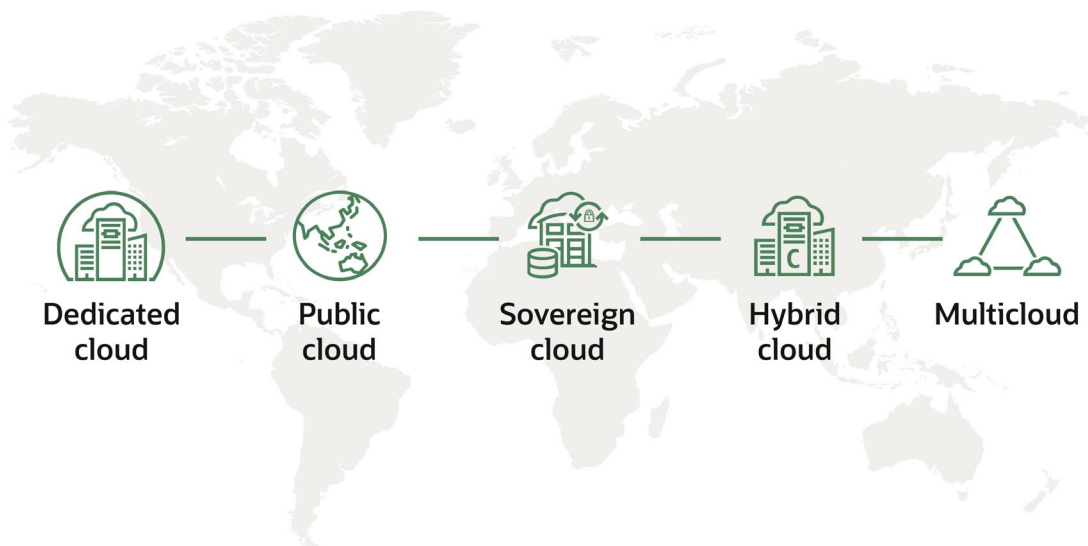 Dedicated
cloud
Public
cloud
Sovereign
cloud
C
Hybrid
cloud
Multicloud